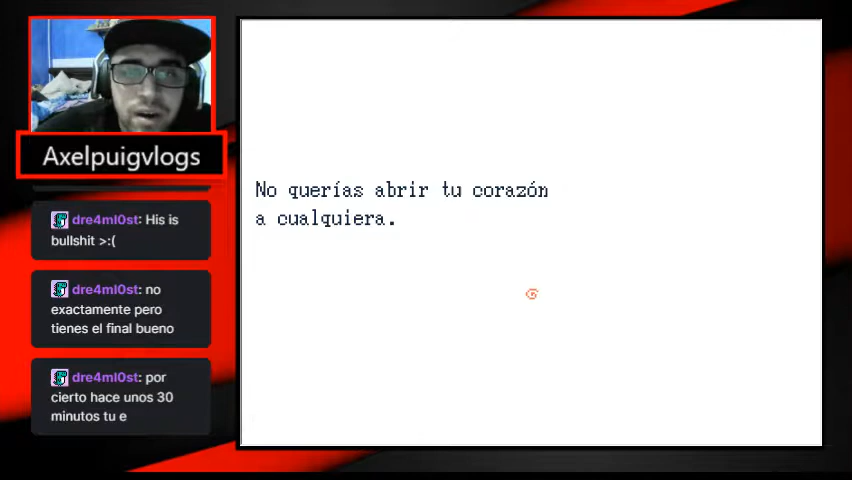 Axelpuigvlogs
No querías abrir tu corazón
a cualquiera.
dre4ml0st: His is
bullshit >:(
dre4ml0st: no
exactamente pero
tienes el final bueno
dre4ml0st: por
cierto hace unos 30
minutos tu e